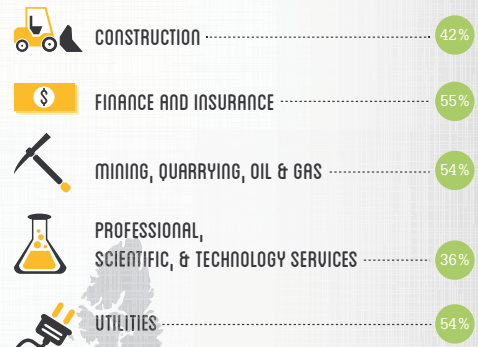 CONSTRUCTION 42%
$
FINANCE AND INSURANCE 55%
MINING, QUARRYING, OIL & GAS 54%
PROFESSIONAL,
SCIENTIFIC, & TECHNOLOGY SERVICES 36%
UTILITIES 54%